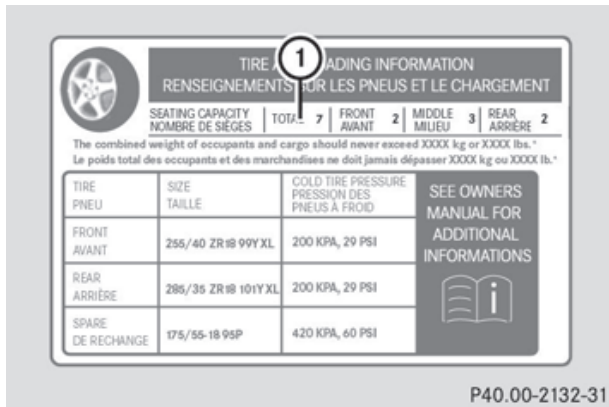 1
TIRE A ADING INFORMATION
RENSEIGNEMENTS SUR LES PNEUS ET LE CHARGEMENT
SEATING CAPACITY
NOMBRE DE SIÈGES
TOTAL 7
FRONT
AVANT
2
MIDDLE
MILIEU
3
REAR
ARRIÈRE
2
The combined weight of occupants and cargo should never exceed XXXX kg or XXXX lbs.*
Le poids total des occupants et des marchandises ne doit jamais dépasser XXXX kg ou XXXX lb.*
TIRE
PNEU
SIZE
TAILLE
COLD TIRE PRESSURE
PRESSION DES
PNEUS À FROID
SEE OWNERS
MANUAL FOR
ADDITIONAL
INFORMATIONS
i
FRONT
AVANT
255/40 ZR18 99Y XL
200 KPA, 29 PSI
REAR
ARRIÈRE
285/35 ZR18 101Y XL
200 KPA, 29 PSI
SPARE
DE RECHANGE
175/55-18 95P
420 KPA, 60 PSI
P40.00-2132-31